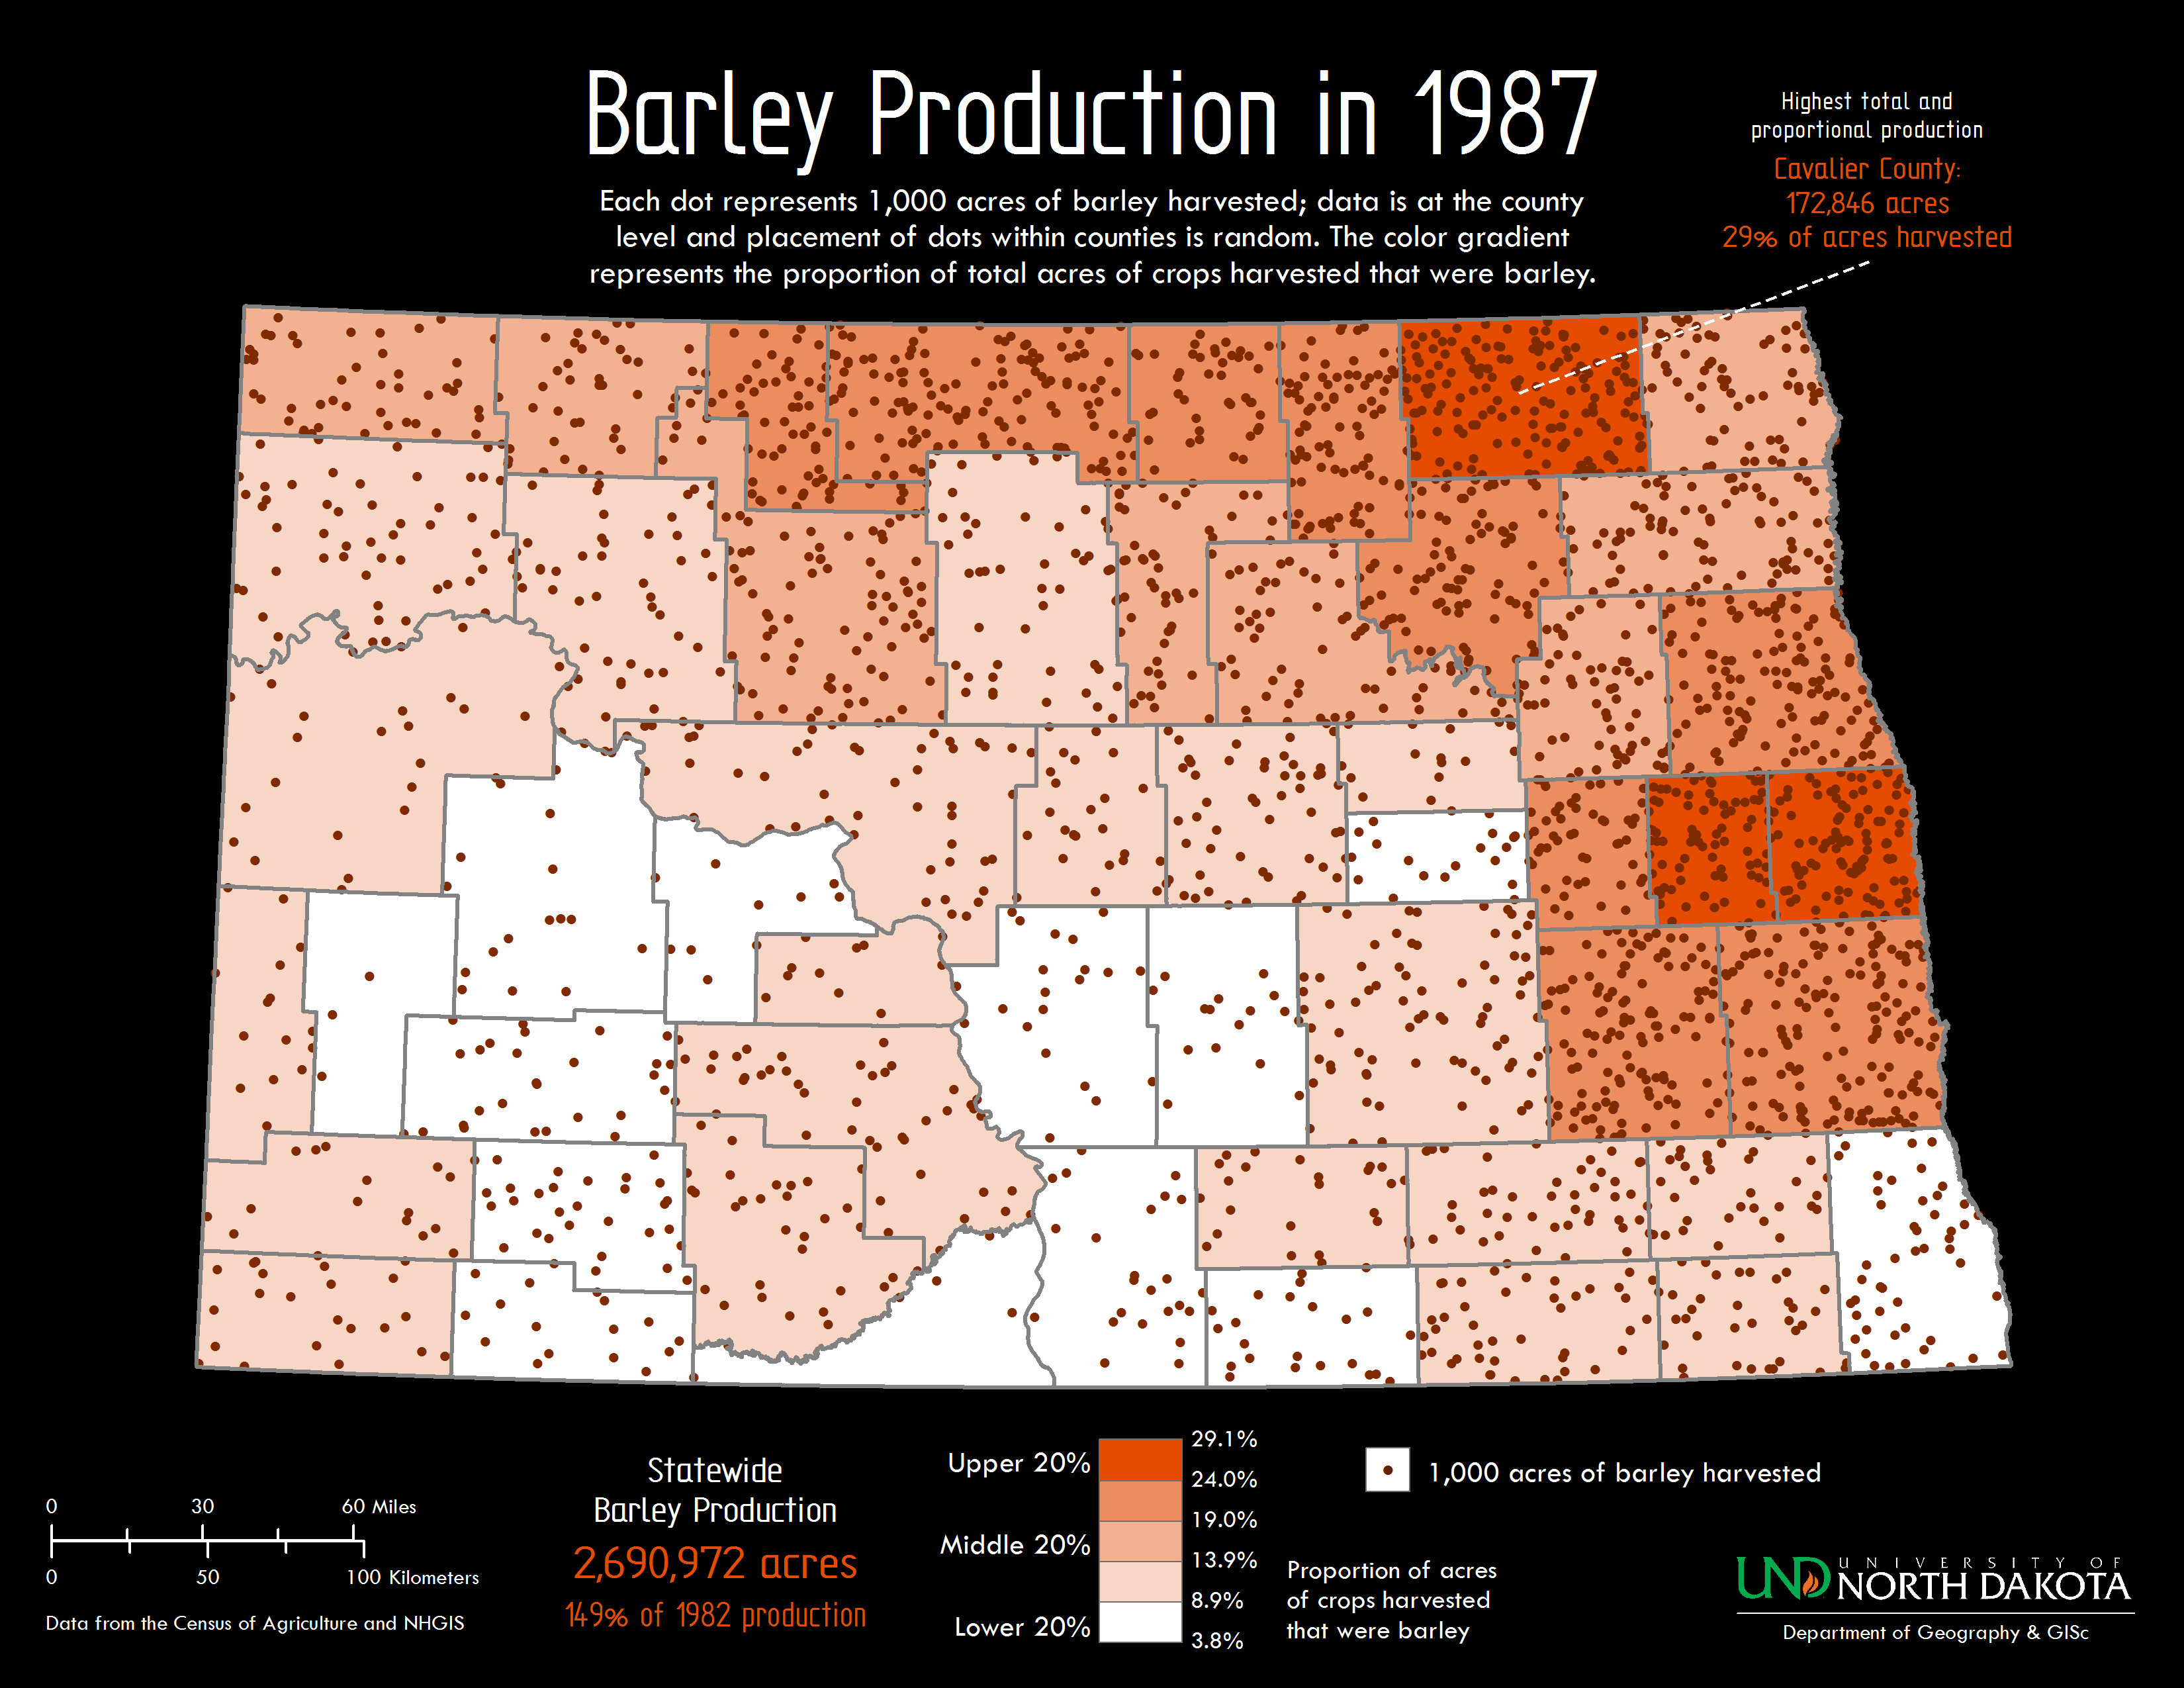 Barley Production in 1987
Each dot represents 1,000 acres of barley harvested; data is at the county
level and placement of dots within counties is random. The color gradient
represents the proportion of total acres of crops harvested that were barley.
Highest total and
proportional production
Cavalier County:
172,846 acres
29% of acres harvested
0 30 60 Miles
0 50 100 Kilometers
Data from the Census of Agriculture and NHGIS
Statewide
Barley Production
2,690,972 acres
149% of 1982 production
Upper 20%
Middle 20%
Lower 20%
29.1%
24.0%
19.0%
13.9%
8.9%
3.8%
Proportion of acres
of crops harvested
that were barley
1,000 acres of barley harvested
UND UNIVERSITY OF
NORTH DAKOTA
Department of Geography & GISc